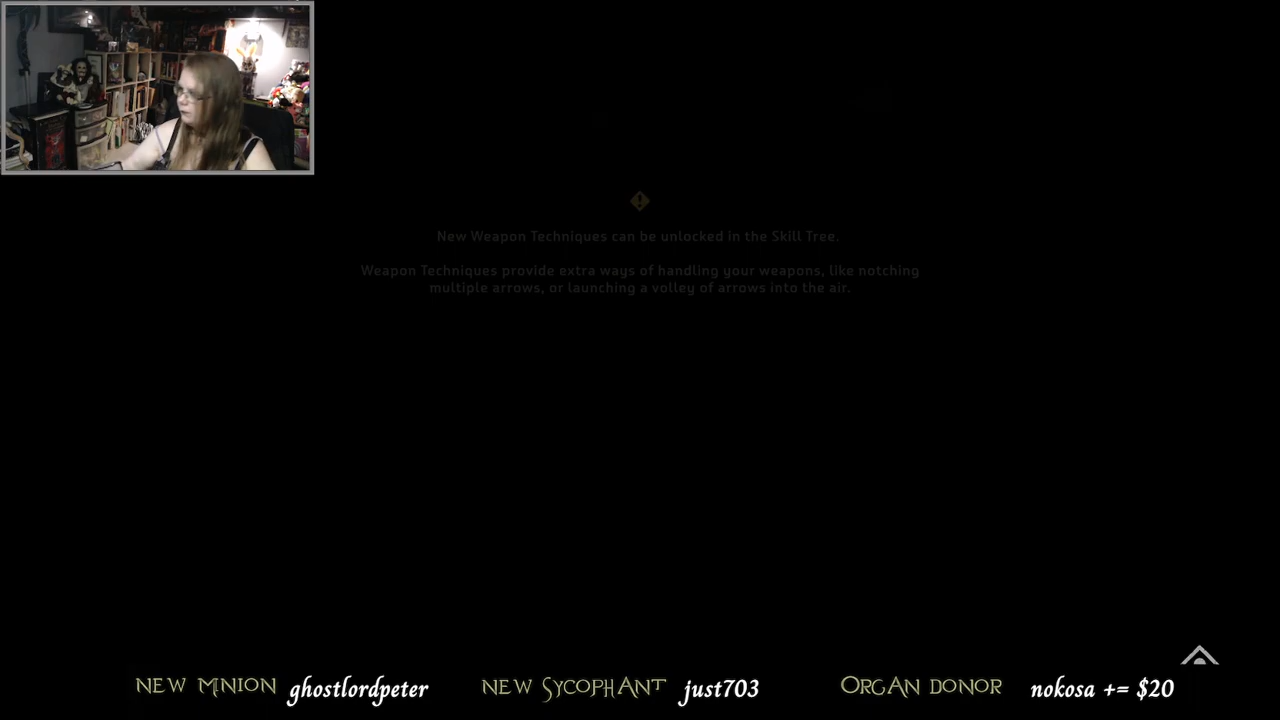 New Weapon Techniques can be unlocked in the Skill Tree.
Weapon Techniques provide extra ways of handling your weapons, like notching
multiple arrows, or launching a volley of arrows into the air.
NEW MINION ghostlordpeter NEW SYCOPHANT just703 ORGAN DONOR nokosa += $20